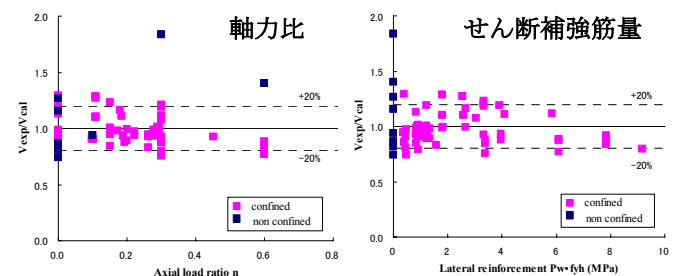 軸力比
2.0
1.5
1.0
0.5
0.0
Vexp/Vcal
+20%
-20%
confined
non confined
0.0 0.2 0.4 0.6 0.8
Axial load ratio n
せん断補強筋量
2.0
1.5
1.0
0.5
0.0
Vexp/Vcal
+20%
-20%
confined
non confined
0 2 4 6 8 10
Lateral reinforcement Pw•fyh (MPa)